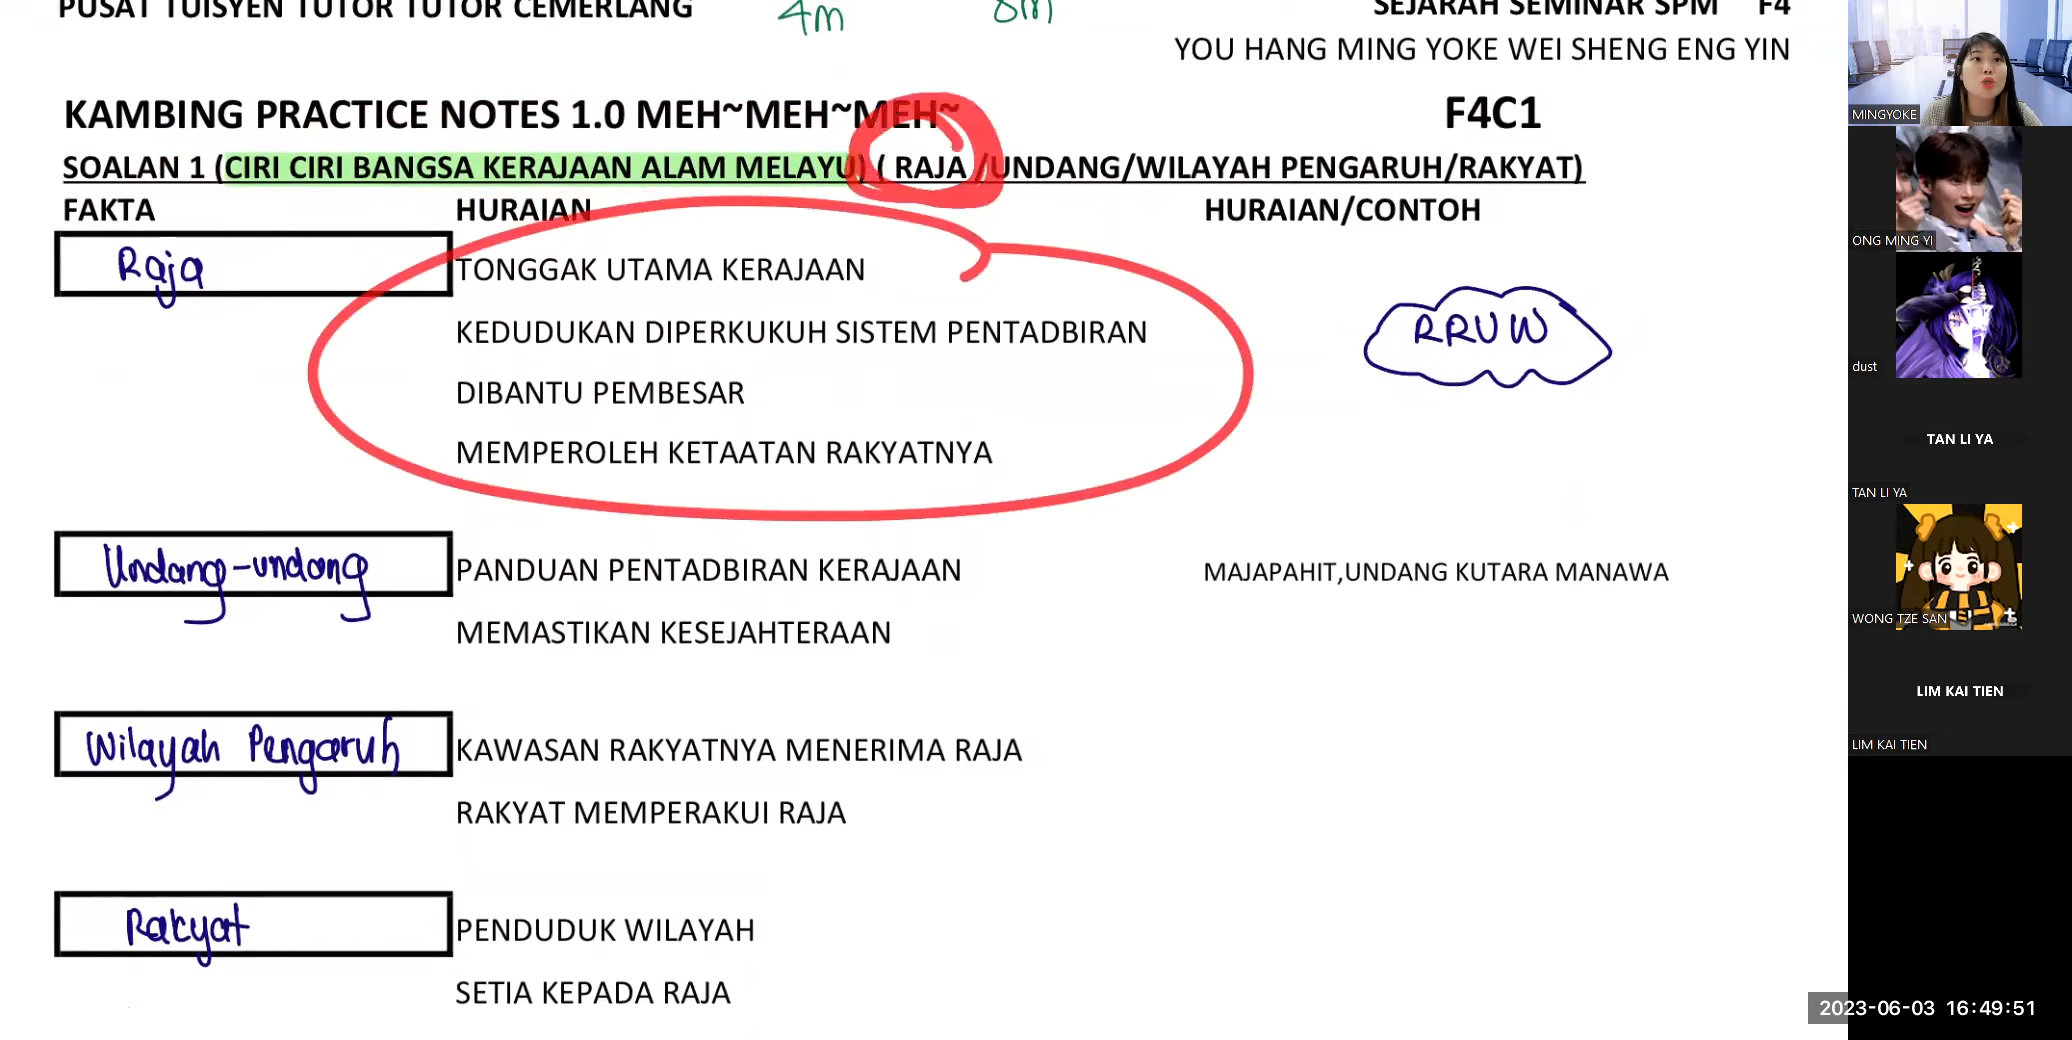 PUSAT TUISYEN TUTOR TUTOR CEMERLANG 4m 8m SEJARAH SEMINAR SPM F4
YOU HANG MING YOKE WEI SHENG ENG YIN
KAMBING PRACTICE NOTES 1.0 MEH~MEH~MEH~ F4C1
SOALAN 1 (CIRI CIRI BANGSA KERAJAAN ALAM MELAYU) ( RAJA /UNDANG/WILAYAH PENGARUH/RAKYAT)
FAKTA HURAIAN HURAIAN/CONTOH
Raja TONGGAK UTAMA KERAJAAN
KEDUDUKAN DIPERKUKUH SISTEM PENTADBIRAN RRUW
DIBANTU PEMBESAR
MEMPEROLEH KETAATAN RAKYATNYA
Undang-undang PANDUAN PENTADBIRAN KERAJAAN MAJAPAHIT,UNDANG KUTARA MANAWA
MEMASTIKAN KESEJAHTERAAN
Wilayah Pengaruh KAWASAN RAKYATNYA MENERIMA RAJA
RAKYAT MEMPERAKUI RAJA
Rakyat PENDUDUK WILAYAH
SETIA KEPADA RAJA
MINGYOKE
ONG MING YI
dust
TAN LI YA
TAN LI YA
WONG TZE SAN
LIM KAI TIEN
LIM KAI TIEN
2023-06-03 16:49:51